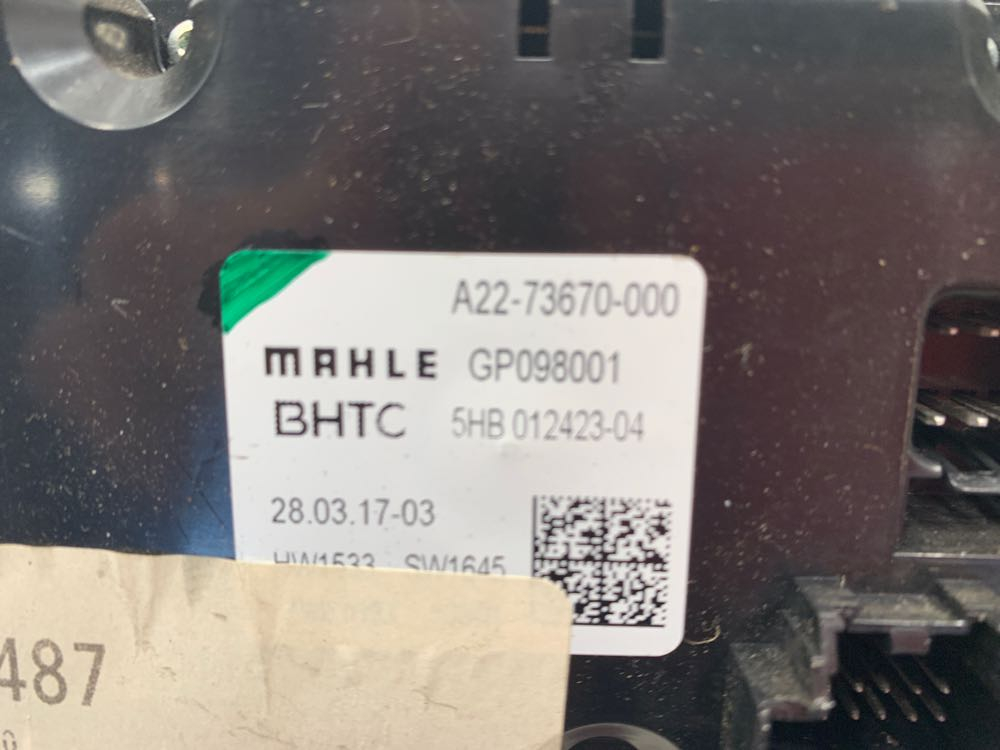 A22-73670-000
MAHLE GP098001
BHTC 5HB 012423-04
28.03.17-03
HW1533 SW1645
487